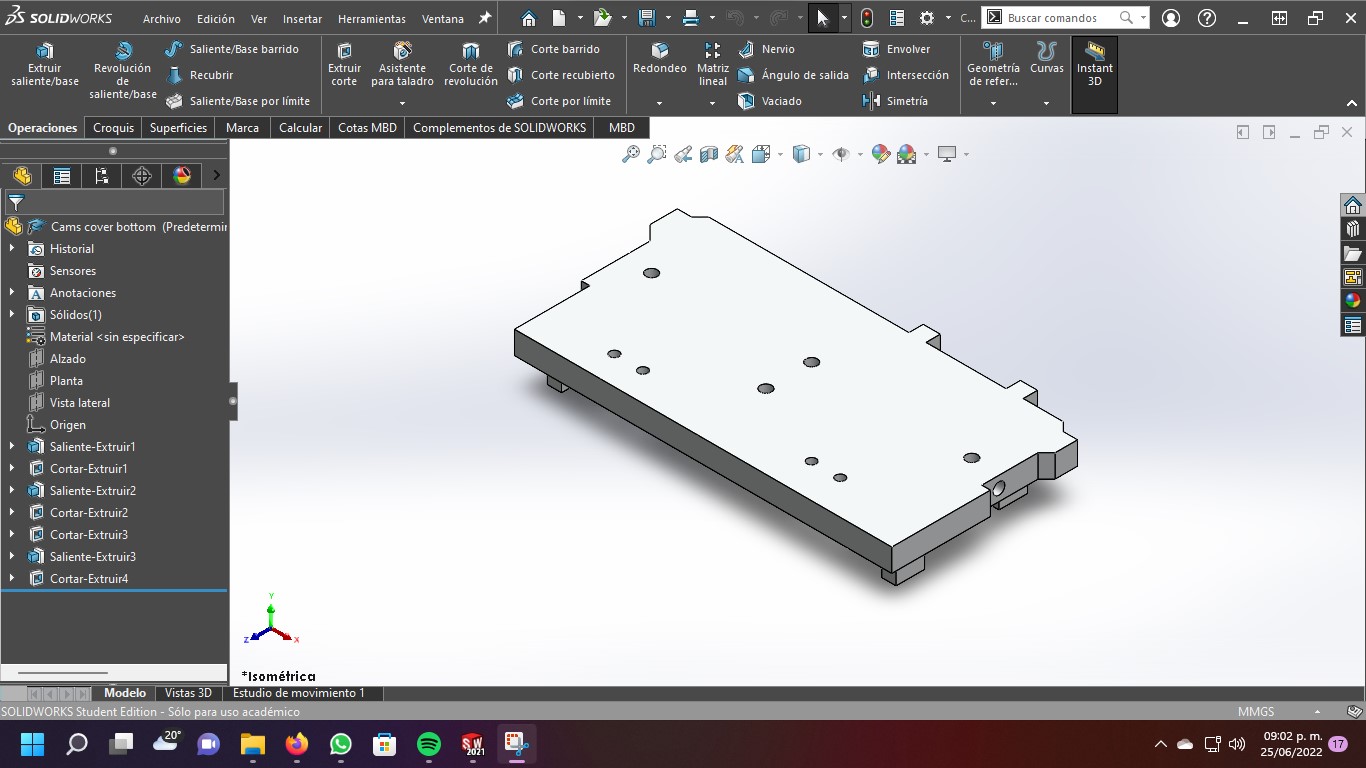 SOLIDWORKS Archivo Edición Ver Insertar Herramientas Ventana C... Buscar comandos
Extruir saliente/base
Revolución de saliente/base
Saliente/Base barrido
Recubrir
Saliente/Base por límite
Extruir corte
Asistente para taladro
Corte de revolución
Corte barrido
Corte recubierto
Corte por límite
Redondeo
Matriz lineal
Nervio
Ángulo de salida
Vaciado
Envolver
Intersección
Simetría
Geometría de refer...
Curvas
Instant 3D
Operaciones Croquis Superficies Marca Calcular Cotas MBD Complementos de SOLIDWORKS MBD
Cams cover bottom (Predetermin
Historial
Sensores
Anotaciones
Sólidos(1)
Material <sin especificar>
Alzado
Planta
Vista lateral
Origen
Saliente-Extruir1
Cortar-Extruir1
Saliente-Extruir2
Cortar-Extruir2
Cortar-Extruir3
Saliente-Extruir3
Cortar-Extruir4
Y
Z X
*Isométrica
Modelo Vistas 3D Estudio de movimiento 1
SOLIDWORKS Student Edition - Sólo para uso académico MMGS
20° SW 2021 09:02 p. m.
25/06/2022 17